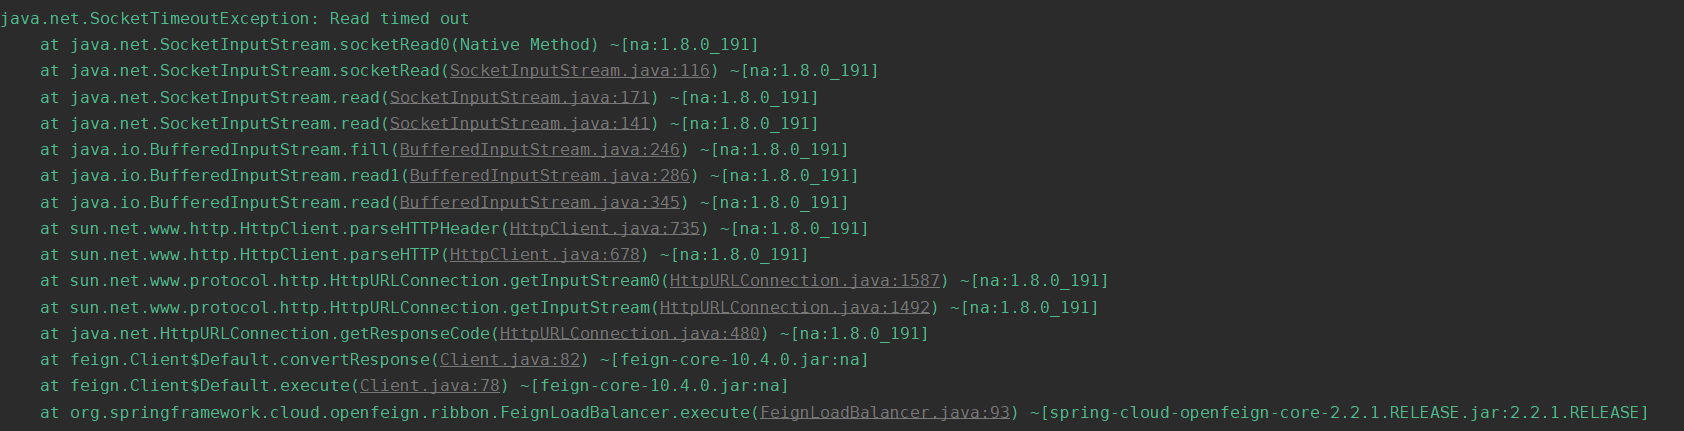 java.net.SocketTimeoutException: Read timed out
    at java.net.SocketInputStream.socketRead0(Native Method) ~[na:1.8.0_191]
    at java.net.SocketInputStream.socketRead(SocketInputStream.java:116) ~[na:1.8.0_191]
    at java.net.SocketInputStream.read(SocketInputStream.java:171) ~[na:1.8.0_191]
    at java.net.SocketInputStream.read(SocketInputStream.java:141) ~[na:1.8.0_191]
    at java.io.BufferedInputStream.fill(BufferedInputStream.java:246) ~[na:1.8.0_191]
    at java.io.BufferedInputStream.read1(BufferedInputStream.java:286) ~[na:1.8.0_191]
    at java.io.BufferedInputStream.read(BufferedInputStream.java:345) ~[na:1.8.0_191]
    at sun.net.www.http.HttpClient.parseHTTPHeader(HttpClient.java:735) ~[na:1.8.0_191]
    at sun.net.www.http.HttpClient.parseHTTP(HttpClient.java:678) ~[na:1.8.0_191]
    at sun.net.www.protocol.http.HttpURLConnection.getInputStream0(HttpURLConnection.java:1587) ~[na:1.8.0_191]
    at sun.net.www.protocol.http.HttpURLConnection.getInputStream(HttpURLConnection.java:1492) ~[na:1.8.0_191]
    at java.net.HttpURLConnection.getResponseCode(HttpURLConnection.java:480) ~[na:1.8.0_191]
    at feign.Client$Default.convertResponse(Client.java:82) ~[feign-core-10.4.0.jar:na]
    at feign.Client$Default.execute(Client.java:78) ~[feign-core-10.4.0.jar:na]
    at org.springframework.cloud.openfeign.ribbon.FeignLoadBalancer.execute(FeignLoadBalancer.java:93) ~[spring-cloud-openfeign-core-2.2.1.RELEASE.jar:2.2.1.RELEASE]